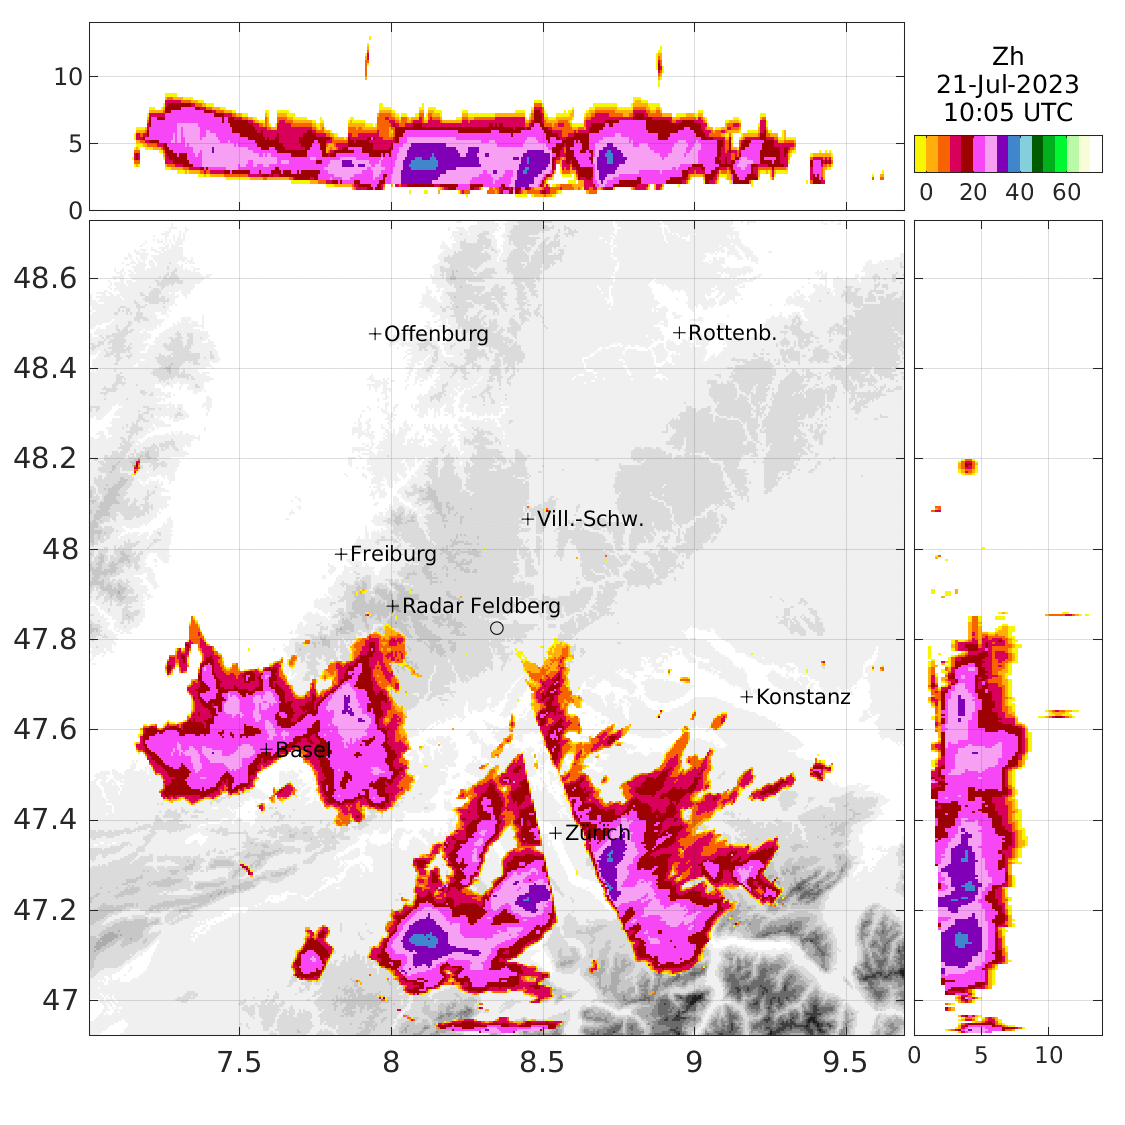 10
5
0
Zh
21-Jul-2023
10:05 UTC
0 20 40 60
48.6
48.4
48.2
48
47.8
47.6
47.4
47.2
47
+Offenburg
+Rottenb.
+Vill.-Schw.
+Freiburg
+Radar Feldberg
+Konstanz
+Basel
+Zürich
7.5 8 8.5 9 9.5
0 5 10